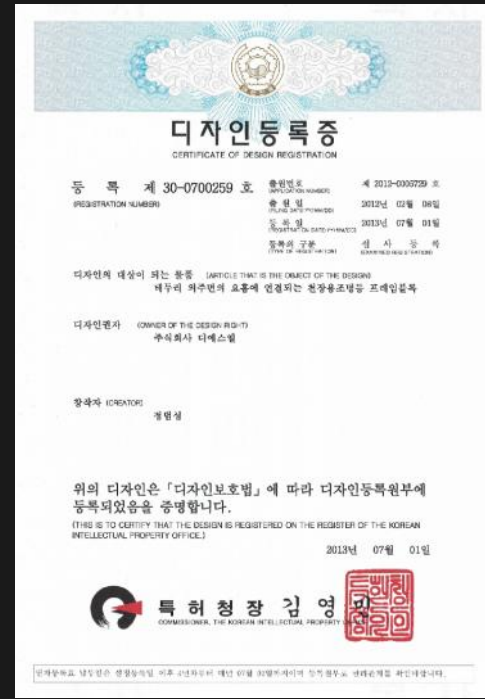 디자인등록증
CERTIFICATE OF DESIGN REGISTRATION
등 록 제 30-0700259 호
(REGISTRATION NUMBER)
출원번호 제 2012-0006729 호
(APPLICATION NUMBER)
출 원 일 2012년 02월 08일
(FILING DATE:YY/MM/DD)
등 록 일 2013년 07월 01일
(REGISTRATION DATE:YY/MM/DD)
등록의 구분 심 사 등 록
(TYPE OF REGISTRATION) (EXAMINED REGISTRATION)
디자인의 대상이 되는 물품 (ARTICLE THAT IS THE OBJECT OF THE DESIGN)
테두리 외주면의 요홈에 연결되는 천장용조명등 프레임블록
디자인권자 (OWNER OF THE DESIGN RIGHT)
주식회사 디에스엘
창작자 (CREATOR)
위의 디자인은 「디자인보호법」 에 따라 디자인등록원부에
등록되었음을 증명합니다.
(THIS IS TO CERTIFY THAT THE DESIGN IS REGISTERED ON THE REGISTER OF THE KOREAN
INTELLECTUAL PROPERTY OFFICE.)
2013년 07월 01일
특 허 청 장 김 영 민
COMMISSIONER, THE KOREAN INTELLECTUAL PROPERTY